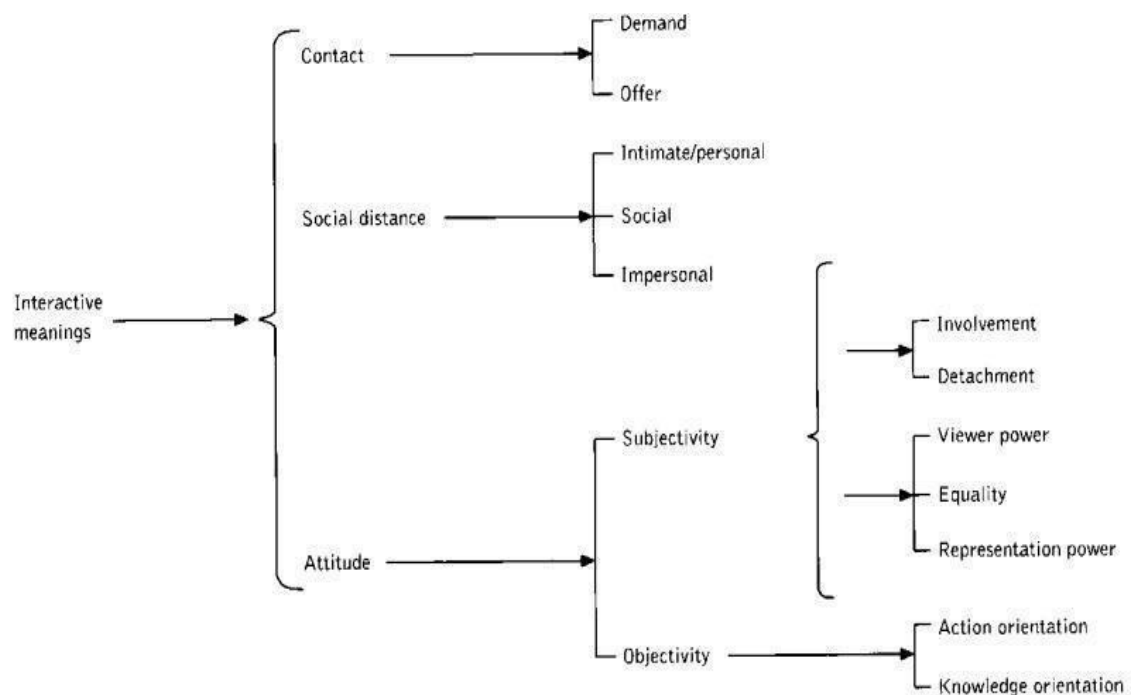 Demand
Contact
Offer
Intimate/personal
Social distance
Social
Impersonal
Interactive
meanings
Involvement
Detachment
Subjectivity
Viewer power
Equality
Representation power
Attitude
Action orientation
Objectivity
Knowledge orientation